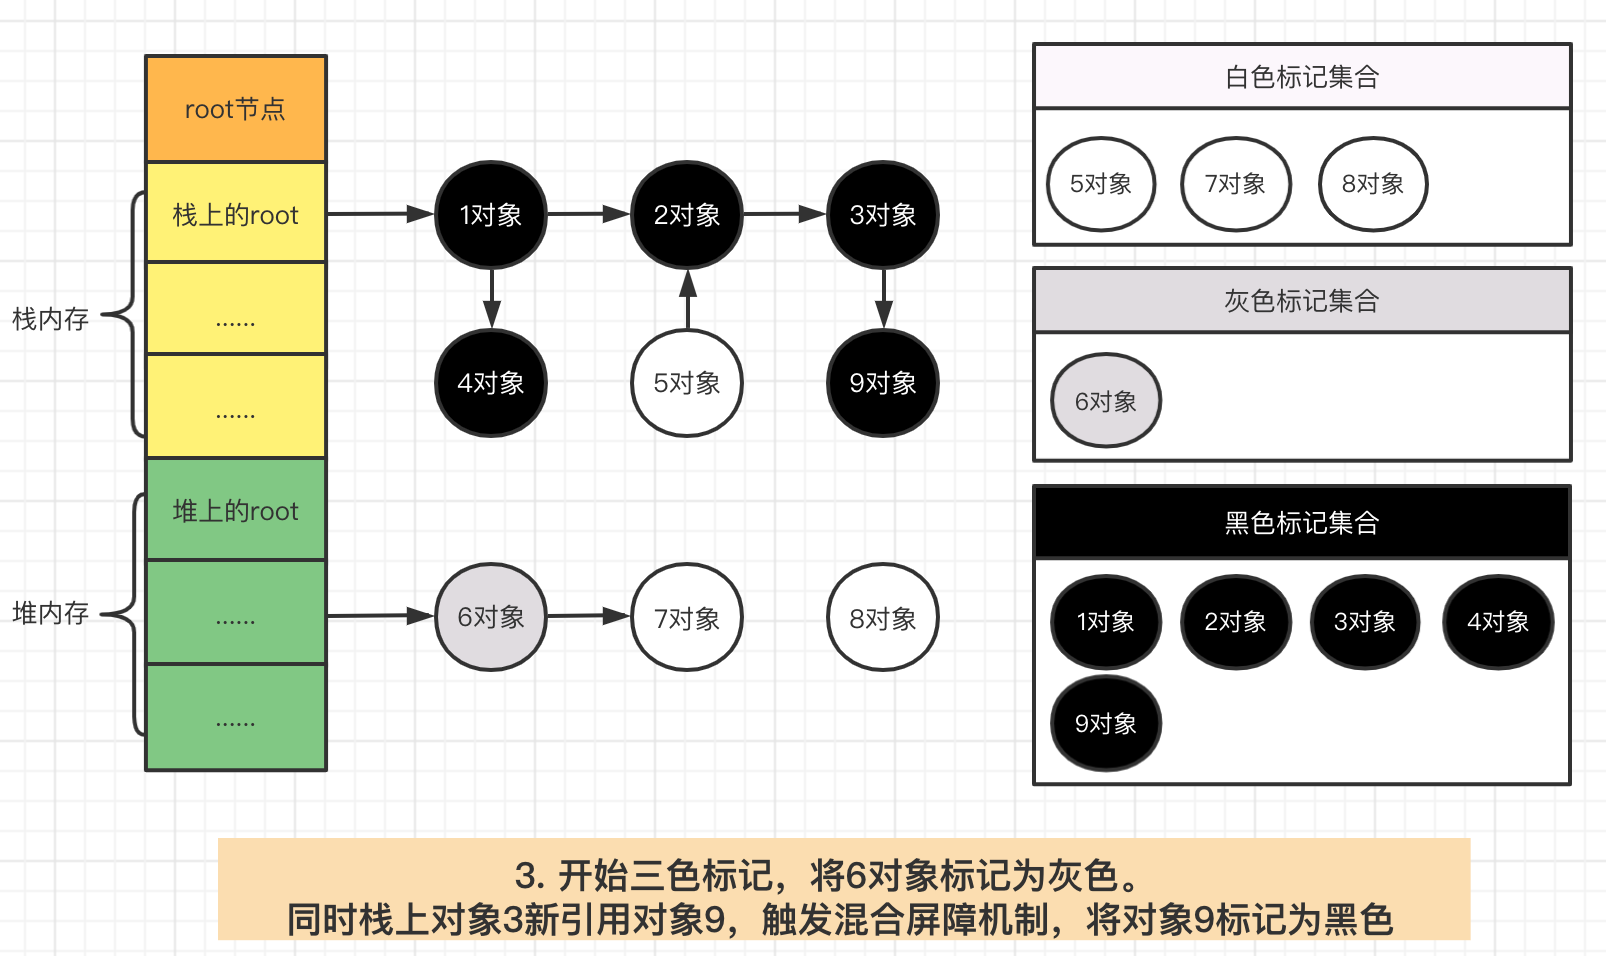 root节点
栈上的root
......
......
堆上的root
......
......
栈内存
堆内存
1对象
2对象
3对象
4对象
5对象
9对象
6对象
7对象
8对象
白色标记集合
5对象
7对象
8对象
灰色标记集合
6对象
黑色标记集合
1对象
2对象
3对象
4对象
9对象
3. 开始三色标记，将6对象标记为灰色。
同时栈上对象3新引用对象9，触发混合屏障机制，将对象9标记为黑色